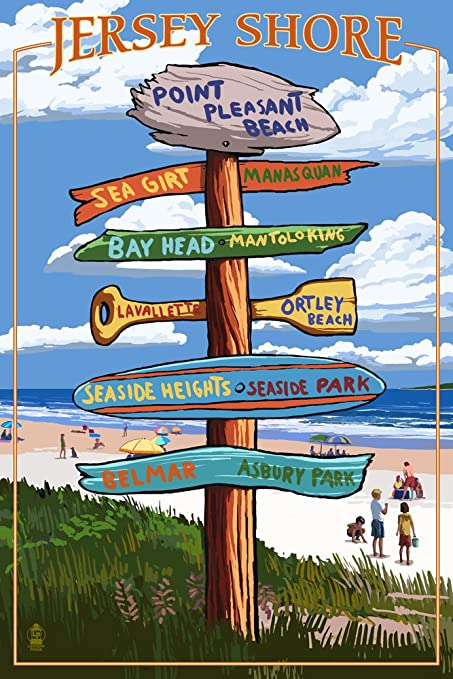 JERSEY SHORE
POINT
PLEASANT
BEACH
SEA GIRT MANASQUAN
BAY HEAD MANTOLOKING
LAVALLETTE ORTLEY
BEACH
SEASIDE HEIGHTS SEASIDE PARK
BELMAR ASBURY PARK
LP